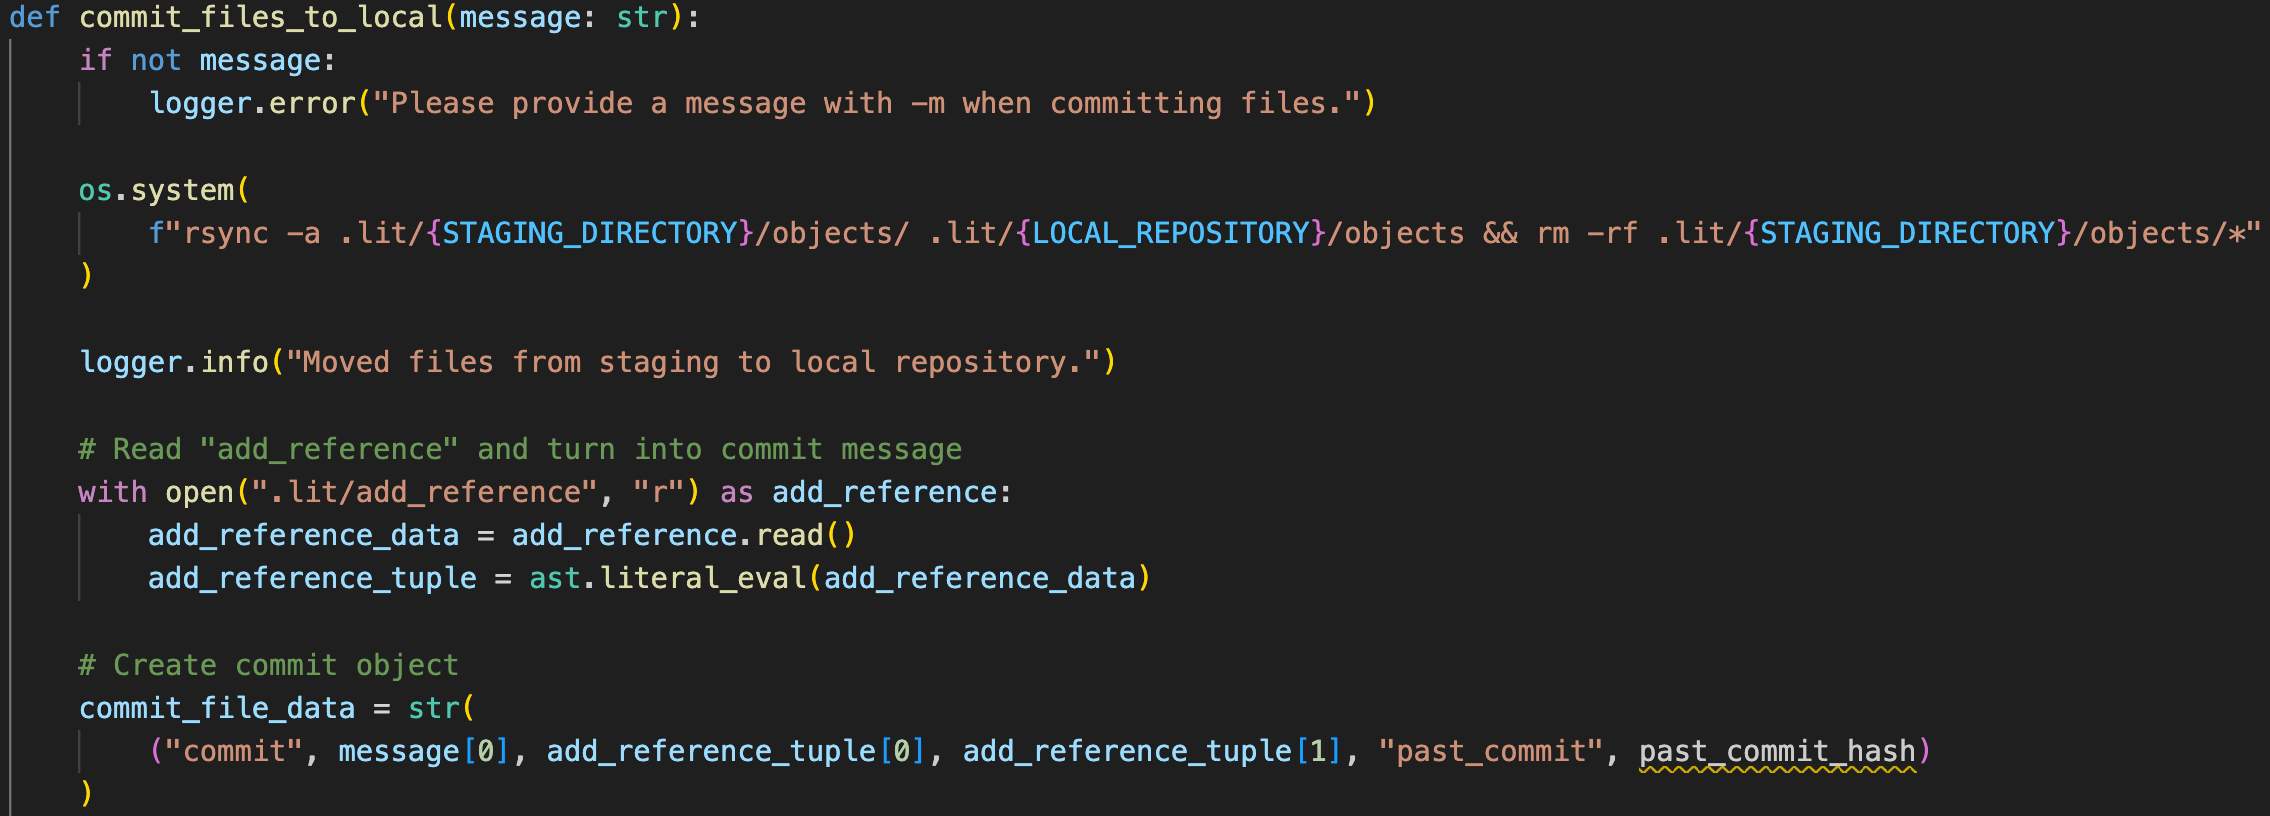 def commit_files_to_local(message: str):
    if not message:
        logger.error("Please provide a message with -m when committing files.")

    os.system(
        f"rsync -a .lit/{STAGING_DIRECTORY}/objects/ .lit/{LOCAL_REPOSITORY}/objects && rm -rf .lit/{STAGING_DIRECTORY}/objects/*"
    )

    logger.info("Moved files from staging to local repository.")

    # Read "add_reference" and turn into commit message
    with open(".lit/add_reference", "r") as add_reference:
        add_reference_data = add_reference.read()
        add_reference_tuple = ast.literal_eval(add_reference_data)

    # Create commit object
    commit_file_data = str(
        ("commit", message[0], add_reference_tuple[0], add_reference_tuple[1], "past_commit", past_commit_hash)
    )